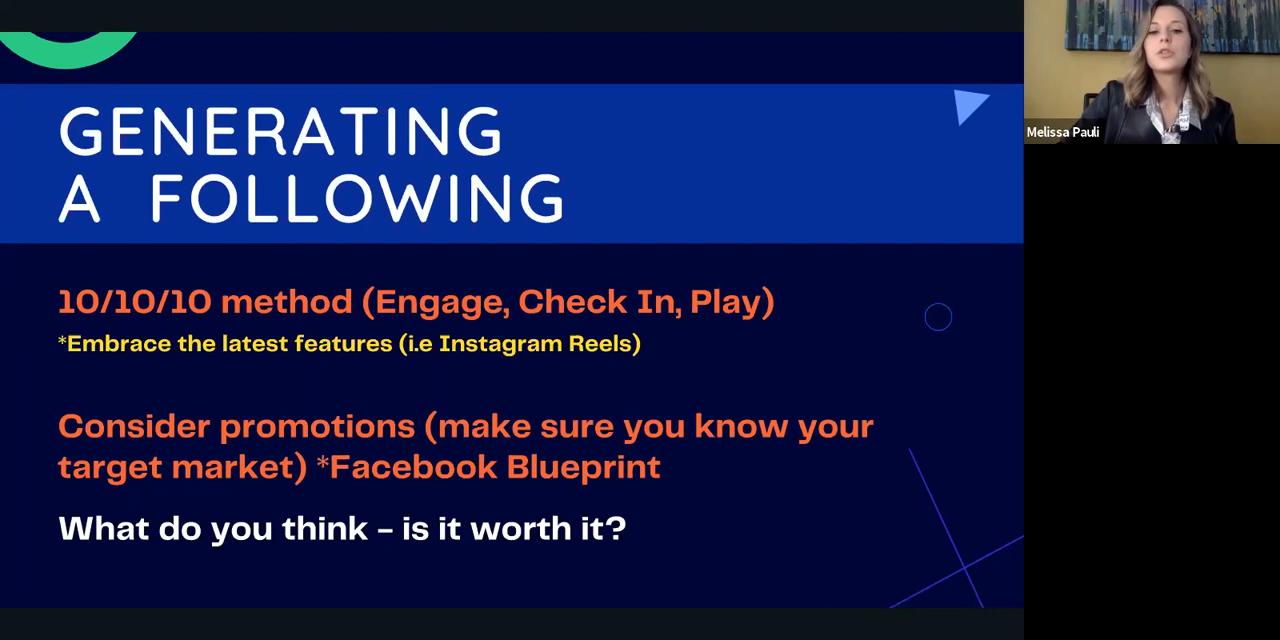 GENERATING
A FOLLOWING
10/10/10 method (Engage, Check In, Play)
*Embrace the latest features (i.e Instagram Reels)
Consider promotions (make sure you know your
target market) *Facebook Blueprint
What do you think - is it worth it?
Melissa Pauli